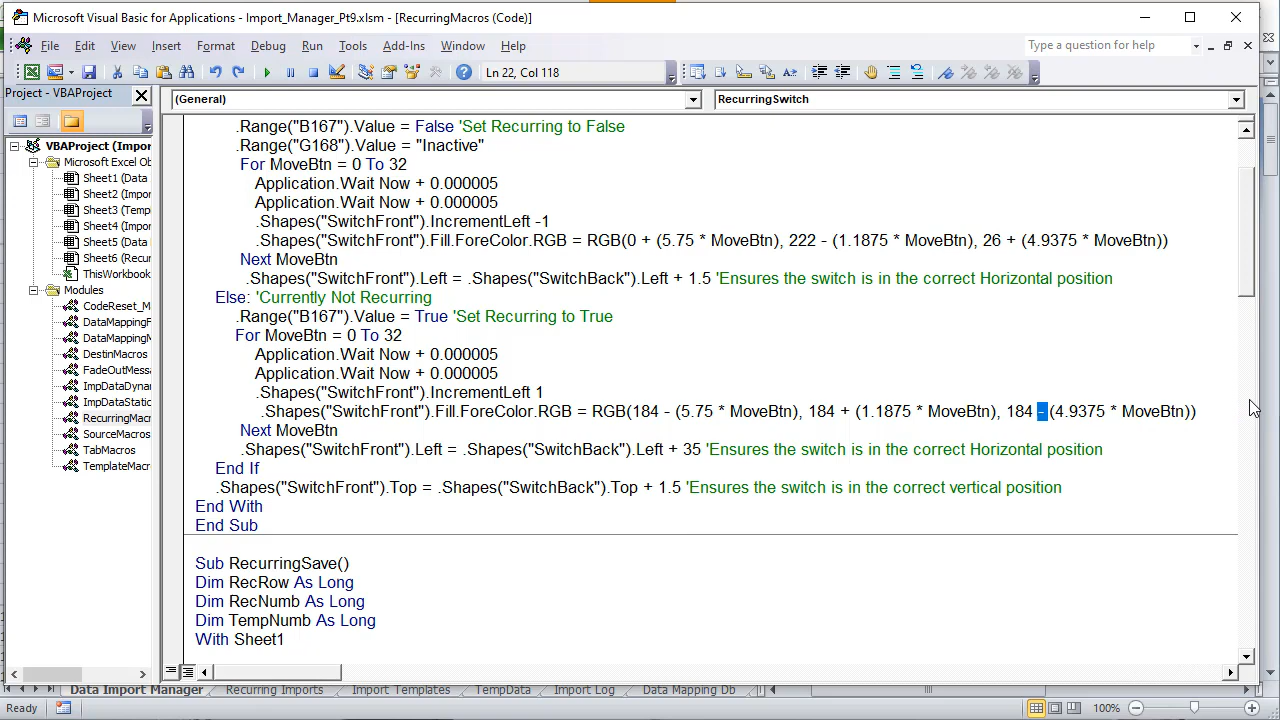 Microsoft Visual Basic for Applications - Import_Manager_Pt9.xlsm - [RecurringMacros (Code)]
File Edit View Insert Format Debug Run Tools Add-Ins Window Help
Type a question for help
Ln 22, Col 118
Project - VBAProject
(General)
RecurringSwitch
VBAProject (Impor
Microsoft Excel Ob
Sheet1 (Data
Sheet2 (Impor
Sheet3 (Temp
Sheet4 (Impor
Sheet5 (Data
Sheet6 (Recur
ThisWorkbook
Modules
CodeReset_M
DataMappingF
DataMappingM
DestinMacros
FadeOutMessa
ImpDataDynar
ImpDataStatic
RecurringMacr
SourceMacros
TabMacros
TemplateMacr
.Range("B167").Value = False 'Set Recurring to False
.Range("G168").Value = "Inactive"
For MoveBtn = 0 To 32
Application.Wait Now + 0.000005
Application.Wait Now + 0.000005
.Shapes("SwitchFront").IncrementLeft -1
.Shapes("SwitchFront").Fill.ForeColor.RGB = RGB(0 + (5.75 * MoveBtn), 222 - (1.1875 * MoveBtn), 26 + (4.9375 * MoveBtn))
Next MoveBtn
.Shapes("SwitchFront").Left = .Shapes("SwitchBack").Left + 1.5 'Ensures the switch is in the correct Horizontal position
Else: 'Currently Not Recurring
.Range("B167").Value = True 'Set Recurring to True
For MoveBtn = 0 To 32
Application.Wait Now + 0.000005
Application.Wait Now + 0.000005
.Shapes("SwitchFront").IncrementLeft 1
.Shapes("SwitchFront").Fill.ForeColor.RGB = RGB(184 - (5.75 * MoveBtn), 184 + (1.1875 * MoveBtn), 184 - (4.9375 * MoveBtn))
Next MoveBtn
.Shapes("SwitchFront").Left = .Shapes("SwitchBack").Left + 35 'Ensures the switch is in the correct Horizontal position
End If
.Shapes("SwitchFront").Top = .Shapes("SwitchBack").Top + 1.5 'Ensures the switch is in the correct vertical position
End With
End Sub
Sub RecurringSave()
Dim RecRow As Long
Dim RecNumb As Long
Dim TempNumb As Long
With Sheet1
Data Import Manager Recurring Imports Import Templates TempData Import Log Data Mapping Db
Ready
100%